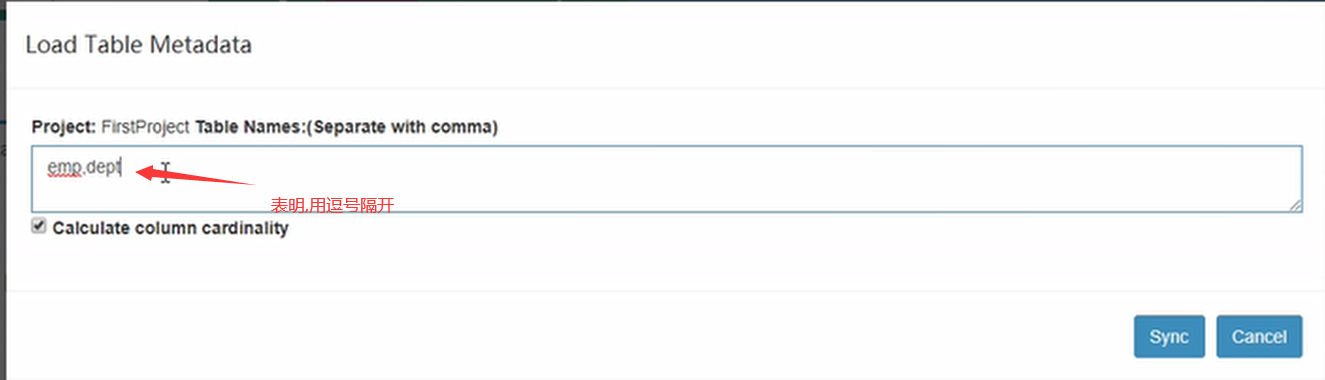 Load Table Metadata
Project: FirstProject Table Names:(Separate with comma)
emp,dept
表明,用逗号隔开
Calculate column cardinality
Sync Cancel